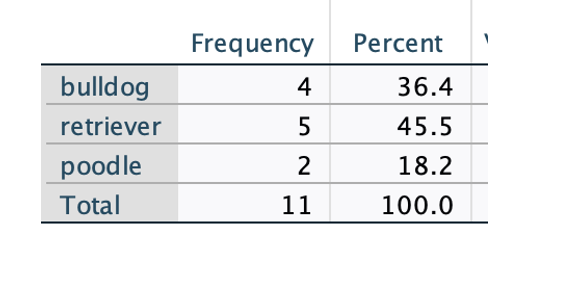 Frequency Percent
bulldog 4 36.4
retriever 5 45.5
poodle 2 18.2
Total 11 100.0